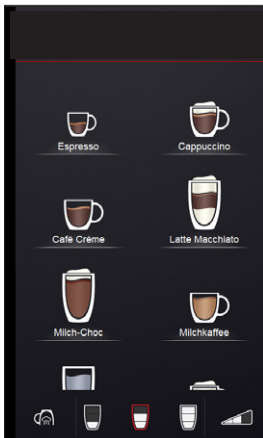 Espresso
Cappuccino
Café Crème
Latte Macchiato
Milch-Choc
Milchkaffee